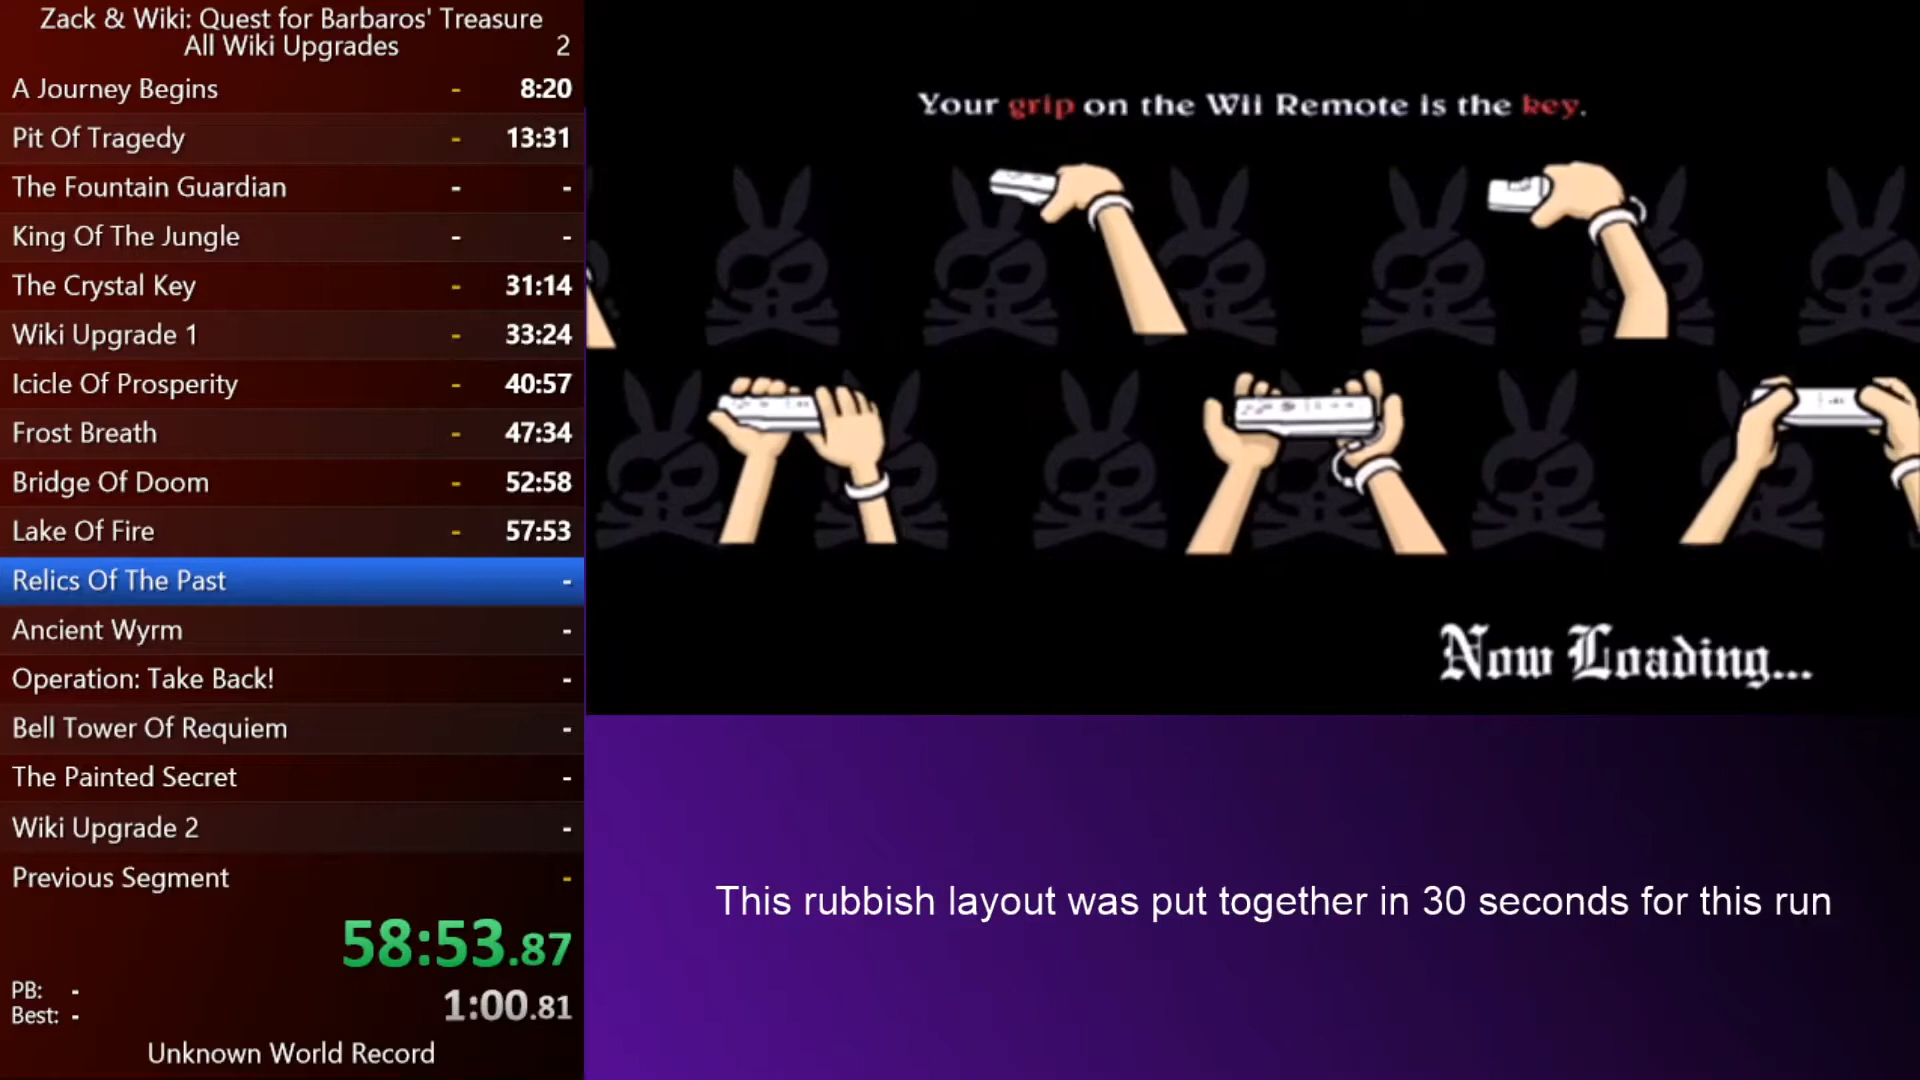 Zack & Wiki: Quest for Barbaros' Treasure
All Wiki Upgrades 2
A Journey Begins - 8:20
Pit Of Tragedy - 13:31
The Fountain Guardian - -
King Of The Jungle - -
The Crystal Key - 31:14
Wiki Upgrade 1 - 33:24
Icicle Of Prosperity - 40:57
Frost Breath - 47:34
Bridge Of Doom - 52:58
Lake Of Fire - 57:53
Relics Of The Past -
Ancient Wyrm -
Operation: Take Back! -
Bell Tower Of Requiem -
The Painted Secret -
Wiki Upgrade 2 -
Previous Segment -
58:53.87
PB: -
Best: -
1:00.81
Unknown World Record
Your grip on the Wii Remote is the key.
Now Loading...
This rubbish layout was put together in 30 seconds for this run